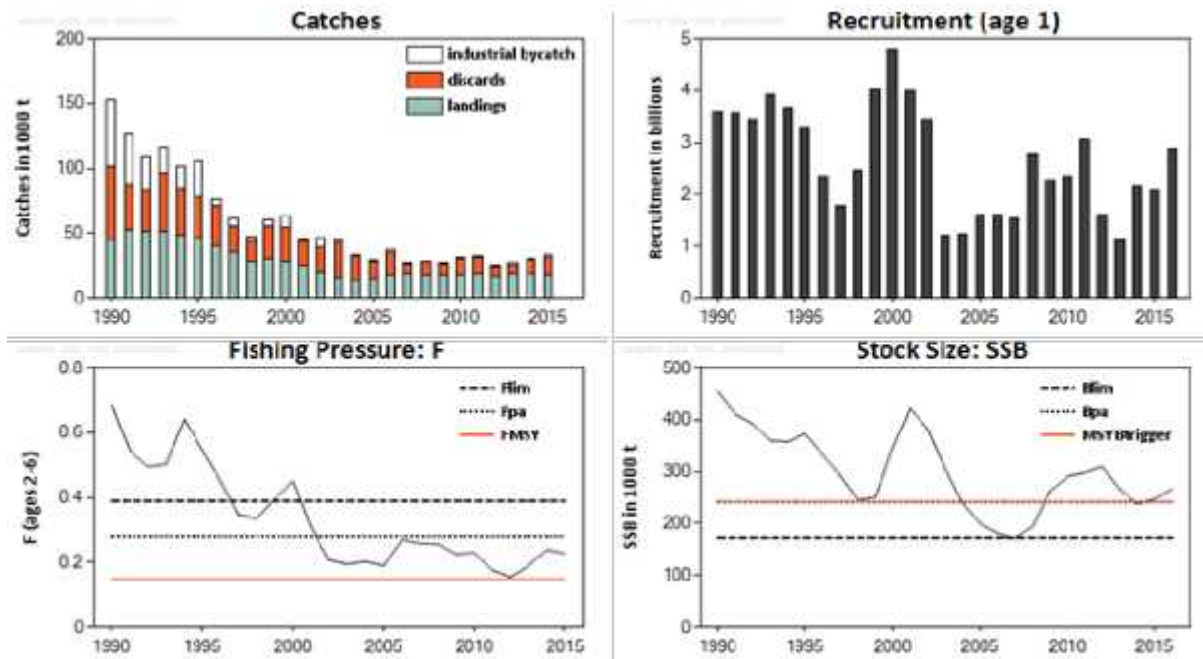 Catches
200
150
100
50
0
Catches in 1000 t
industrial bycatch
discards
landings
1990 1995 2000 2005 2010 2015
Recruitment (age 1)
5
4
3
2
1
0
Recruitment in billions
1990 1995 2000 2005 2010 2015
Fishing Pressure: F
0.8
0.6
0.4
0.2
0
F (ages 2-6)
Flim
Fpa
FMSY
1990 1995 2000 2005 2010 2015
Stock Size: SSB
500
400
300
200
100
0
SSB in 1000 t
Blim
Bpa
MSYBtrigger
1990 1995 2000 2005 2010 2015